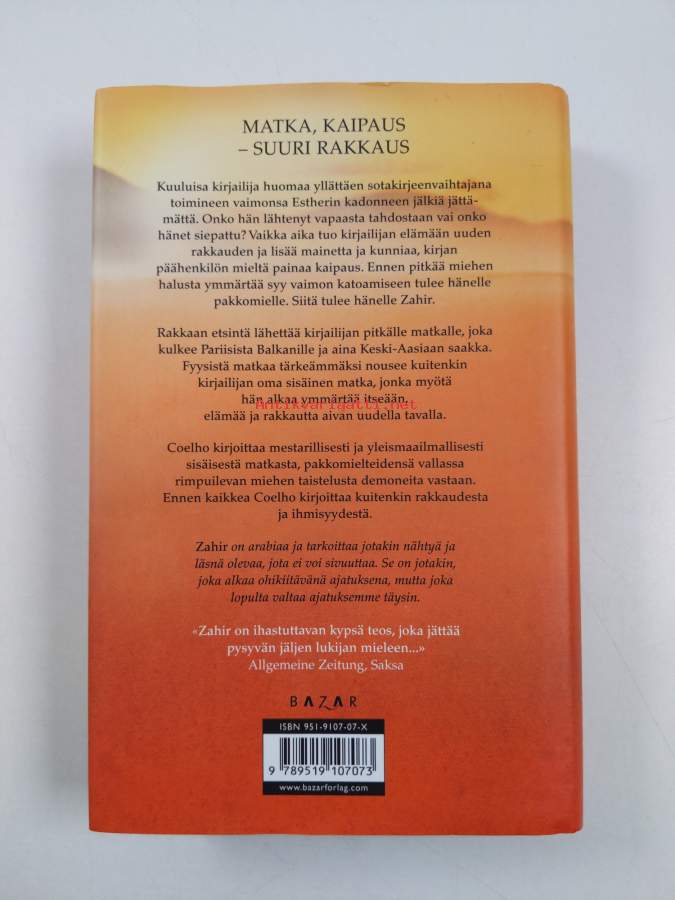 MATKA, KAIPAUS
– SUURI RAKKAUS
Kuuluisa kirjailija huomaa yllättäen sotakirjeenvaihtajana
toimineen vaimonsa Estherin kadonneen jälkiä jättä-
mättä. Onko hän lähtenyt vapaasta tahdostaan vai onko
hänet siepattu? Vaikka aika tuo kirjailijan elämään uuden
rakkauden ja lisää mainetta ja kunniaa, kirjan
päähenkilön mieltä painaa kaipaus. Ennen pitkää miehen
halusta ymmärtää syy vaimon katoamiseen tulee hänelle
pakkomielle. Siitä tulee hänelle Zahir.
Rakkaan etsintä lähettää kirjailijan pitkälle matkalle, joka
kulkee Pariisista Balkanille ja aina Keski-Aasiaan saakka.
Fyysistä matkaa tärkeämmäksi nousee kuitenkin
kirjailijan oma sisäinen matka, jonka myötä
hän alkaa ymmärtää itseään,
Antikvariaatti.net
elämää ja rakkautta aivan uudella tavalla.
Coelho kirjoittaa mestarillisesti ja yleismaailmallisesti
sisäisestä matkasta, pakkomielteidensä vallassa
rimpuilevan miehen taistelusta demoneita vastaan.
Ennen kaikkea Coelho kirjoittaa kuitenkin rakkaudesta
ja ihmisyydestä.
Zahir on arabiaa ja tarkoittaa jotakin nähtyä ja
läsnä olevaa, jota ei voi sivuuttaa. Se on jotakin,
joka alkaa ohikiitävänä ajatuksena, mutta joka
lopulta valtaa ajatuksemme täysin.
«Zahir on ihastuttavan kypsä teos, joka jättää
pysyvän jäljen lukijan mieleen...»
Allgemeine Zeitung, Saksa
BAZAR
ISBN 951-9107-07-X
9 789519 107073
www.bazarforlag.com